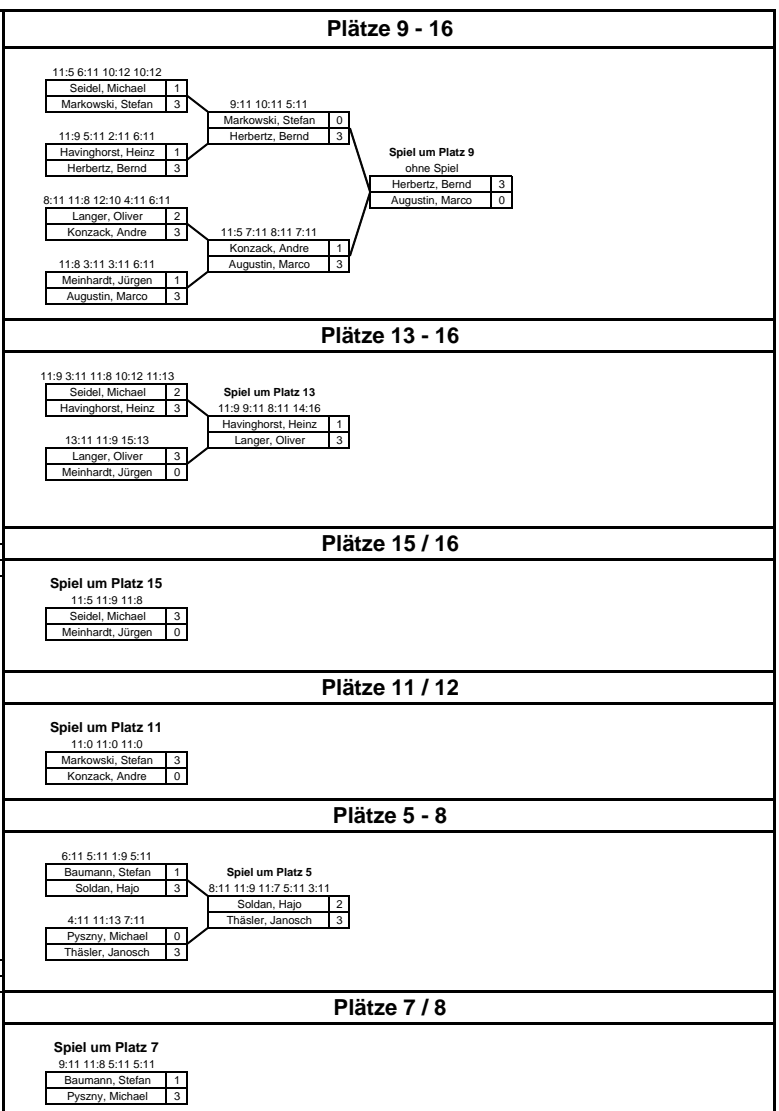 Plätze 9 - 16
11:5 6:11 10:12 10:12
Seidel, Michael 1
Markowski, Stefan 3
9:11 10:11 5:11
Markowski, Stefan 0
Herbertz, Bernd 3
11:9 5:11 2:11 6:11
Havinghorst, Heinz 1
Herbertz, Bernd 3
Spiel um Platz 9
ohne Spiel
Herbertz, Bernd 3
Augustin, Marco 0
8:11 11:8 12:10 4:11 6:11
Langer, Oliver 2
Konzack, Andre 3
11:5 7:11 8:11 7:11
Konzack, Andre 1
Augustin, Marco 3
11:8 3:11 3:11 6:11
Meinhardt, Jürgen 1
Augustin, Marco 3
Plätze 13 - 16
11:9 3:11 11:8 10:12 11:13
Seidel, Michael 2
Havinghorst, Heinz 3
Spiel um Platz 13
11:9 9:11 8:11 14:16
Havinghorst, Heinz 1
Langer, Oliver 3
13:11 11:9 15:13
Langer, Oliver 3
Meinhardt, Jürgen 0
Plätze 15 / 16
Spiel um Platz 15
11:5 11:9 11:8
Seidel, Michael 3
Meinhardt, Jürgen 0
Plätze 11 / 12
Spiel um Platz 11
11:0 11:0 11:0
Markowski, Stefan 3
Konzack, Andre 0
Plätze 5 - 8
6:11 5:11 1:9 5:11
Baumann, Stefan 1
Soldan, Hajo 3
Spiel um Platz 5
8:11 11:9 11:7 5:11 3:11
Soldan, Hajo 2
Thäsler, Janosch 3
4:11 11:13 7:11
Pyszny, Michael 0
Thäsler, Janosch 3
Plätze 7 / 8
Spiel um Platz 7
9:11 11:8 5:11 5:11
Baumann, Stefan 1
Pyszny, Michael 3